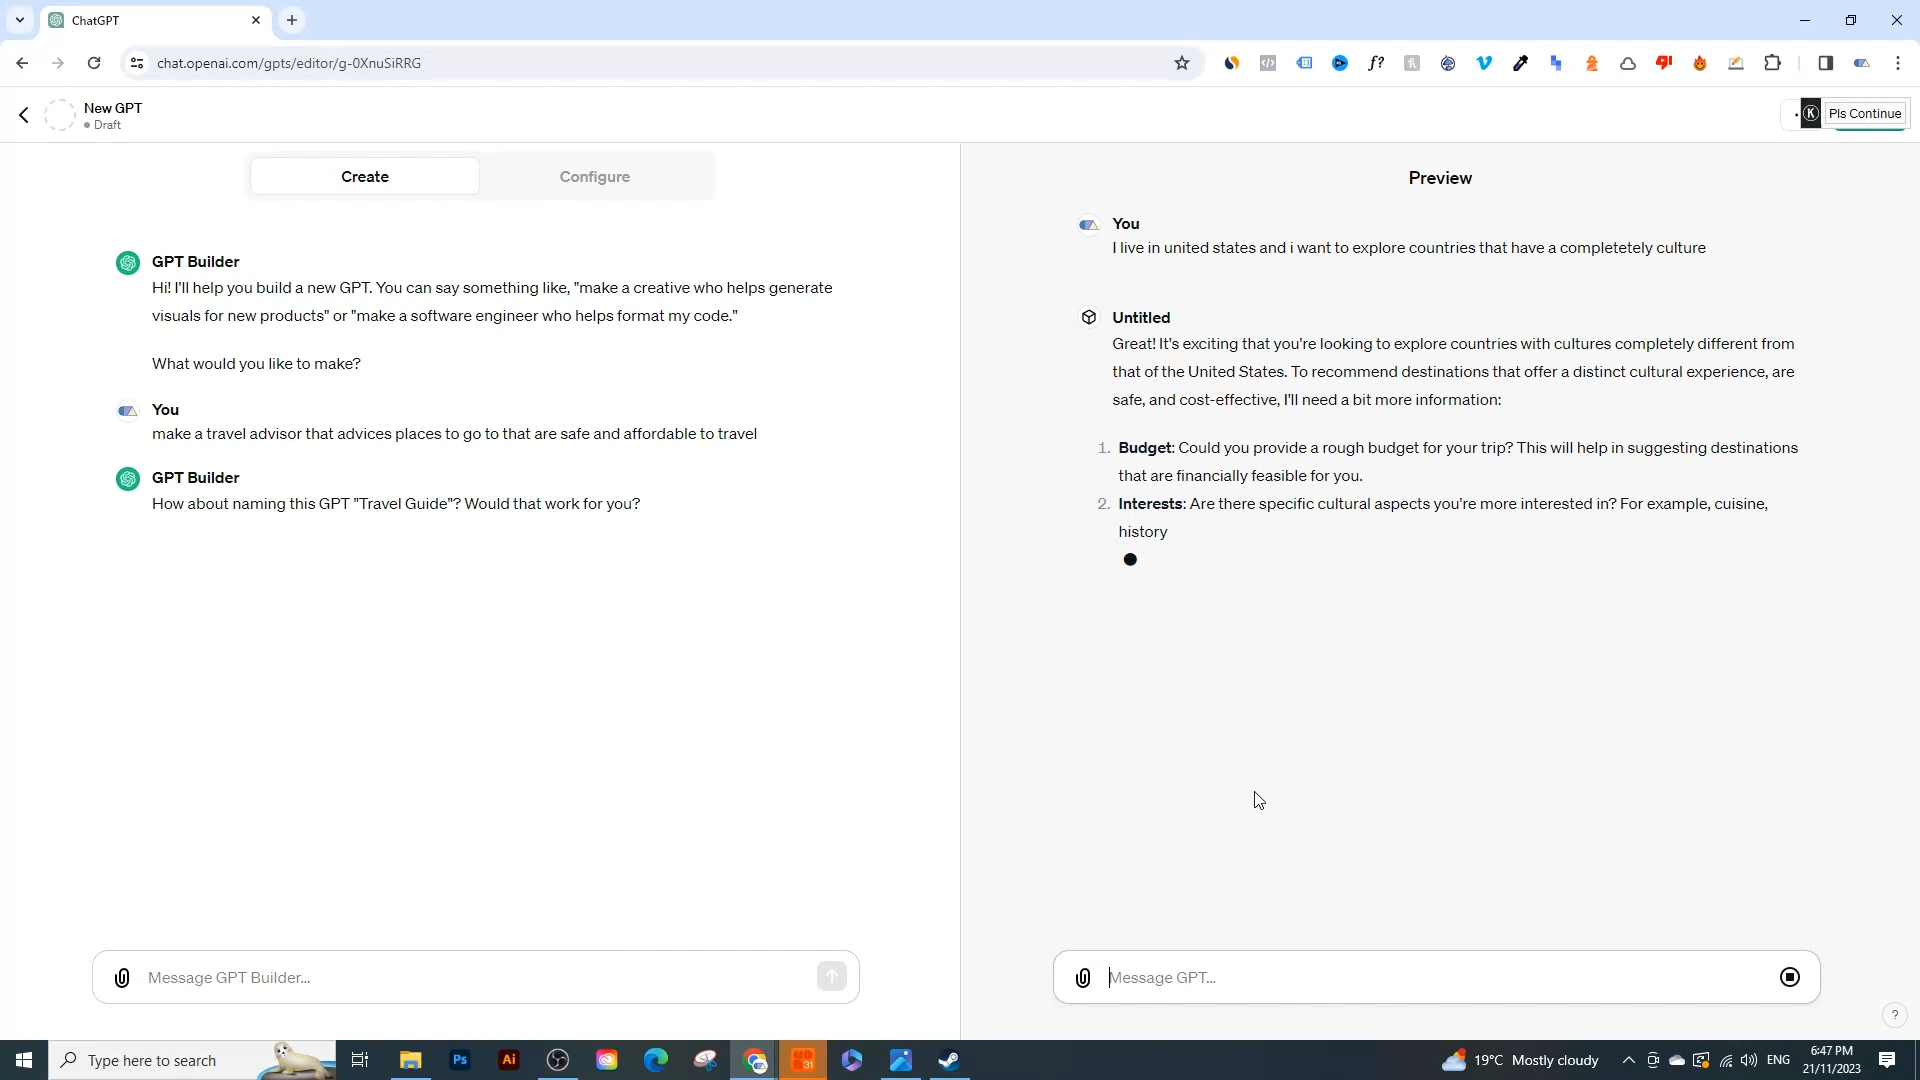 ChatGPT
chat.openai.com/gpts/editor/g-0XnuSiRRG
f?
New GPT
Draft
K
Pls Continue
Create
Configure
Preview
GPT Builder
Hi! I'll help you build a new GPT. You can say something like, "make a creative who helps generate
visuals for new products" or "make a software engineer who helps format my code."
What would you like to make?
You
make a travel advisor that advices places to go to that are safe and affordable to travel
GPT Builder
How about naming this GPT "Travel Guide"? Would that work for you?
Message GPT Builder...
You
I live in united states and i want to explore countries that have a completetely culture
Untitled
Great! It's exciting that you're looking to explore countries with cultures completely different from
that of the United States. To recommend destinations that offer a distinct cultural experience, are
safe, and cost-effective, I'll need a bit more information:
1. Budget: Could you provide a rough budget for your trip? This will help in suggesting destinations
that are financially feasible for you.
2. Interests: Are there specific cultural aspects you're more interested in? For example, cuisine,
history
Message GPT...
?
Type here to search
Ps
Ai
31
19°C Mostly cloudy
ENG
6:47 PM
21/11/2023